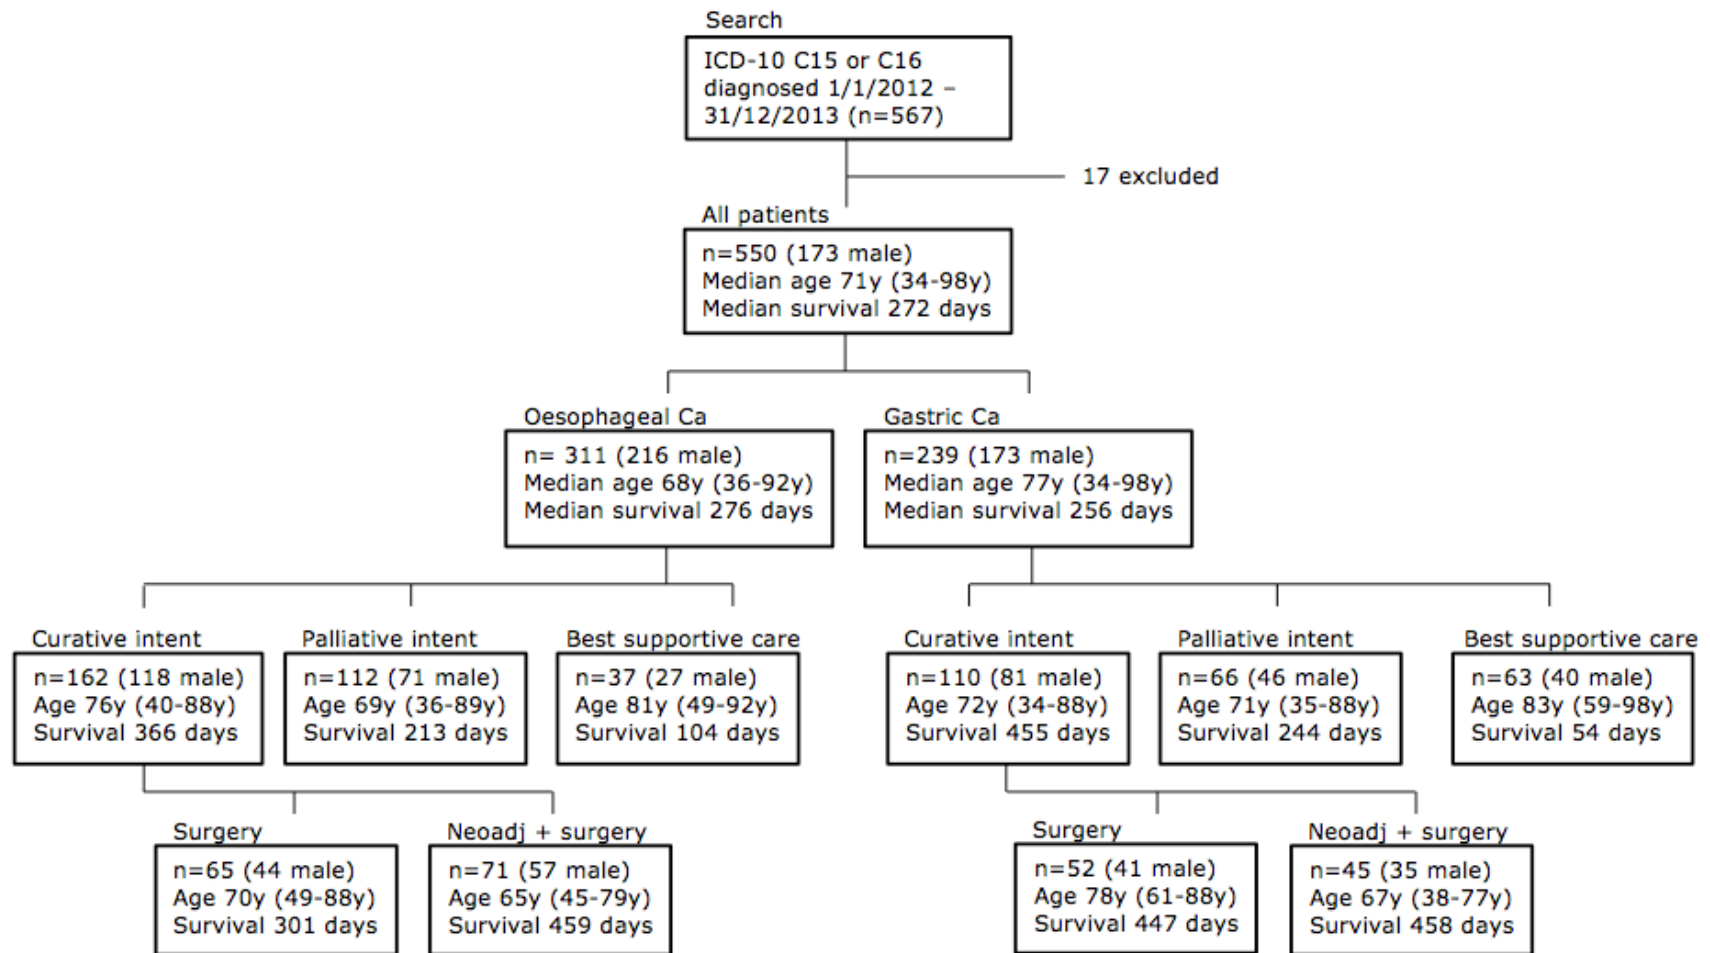 Search
ICD-10 C15 or C16
diagnosed 1/1/2012 –
31/12/2013 (n=567)
17 excluded
All patients
n=550 (173 male)
Median age 71y (34-98y)
Median survival 272 days
Oesophageal Ca
n= 311 (216 male)
Median age 68y (36-92y)
Median survival 276 days
Gastric Ca
n=239 (173 male)
Median age 77y (34-98y)
Median survival 256 days
Curative intent
n=162 (118 male)
Age 76y (40-88y)
Survival 366 days
Palliative intent
n=112 (71 male)
Age 69y (36-89y)
Survival 213 days
Best supportive care
n=37 (27 male)
Age 81y (49-92y)
Survival 104 days
Curative intent
n=110 (81 male)
Age 72y (34-88y)
Survival 455 days
Palliative intent
n=66 (46 male)
Age 71y (35-88y)
Survival 244 days
Best supportive care
n=63 (40 male)
Age 83y (59-98y)
Survival 54 days
Surgery
n=65 (44 male)
Age 70y (49-88y)
Survival 301 days
Neoadj + surgery
n=71 (57 male)
Age 65y (45-79y)
Survival 459 days
Surgery
n=52 (41 male)
Age 78y (61-88y)
Survival 447 days
Neoadj + surgery
n=45 (35 male)
Age 67y (38-77y)
Survival 458 days